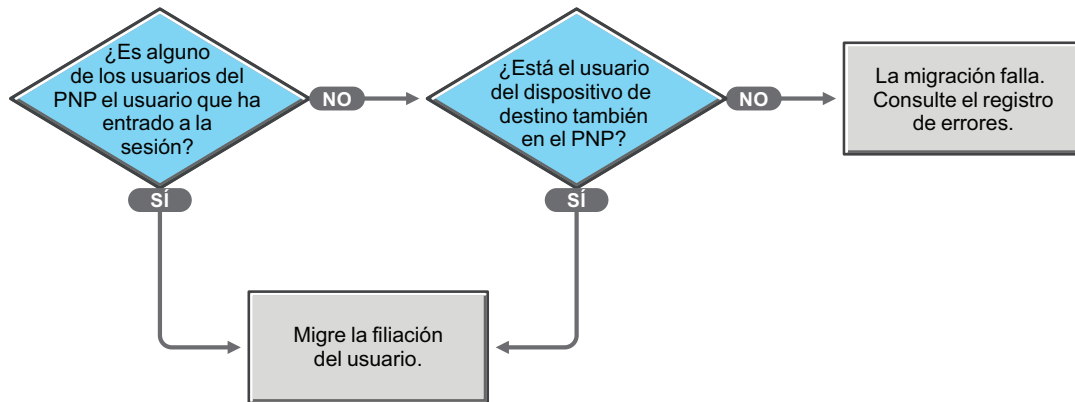 ¿Es alguno
de los usuarios del
PNP el usuario que ha
entrado a la
sesión?
NO
¿Está el usuario
del dispositivo de
destino también
en el PNP?
NO
La migración falla.
Consulte el registro
de errores.
SÍ
SÍ
Migre la filiación
del usuario.